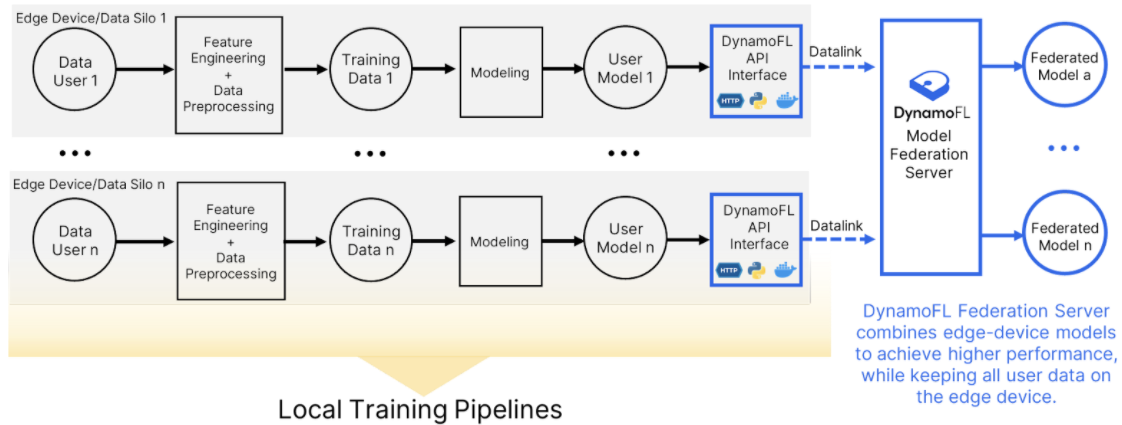 Edge Device/Data Silo 1
Data
User 1
Feature
Engineering
+
Data
Preprocessing
Training
Data 1
Modeling
User
Model 1
DynamoFL
API
Interface
HTTP
Datalink
DynamoFL
Model
Federation
Server
Federated
Model a
Edge Device/Data Silo n
Data
User n
Feature
Engineering
+
Data
Preprocessing
Training
Data n
Modeling
User
Model n
DynamoFL
API
Interface
HTTP
Datalink
Federated
Model n
DynamoFL Federation Server
combines edge-device models
to achieve higher performance,
while keeping all user data on
the edge device.
Local Training Pipelines